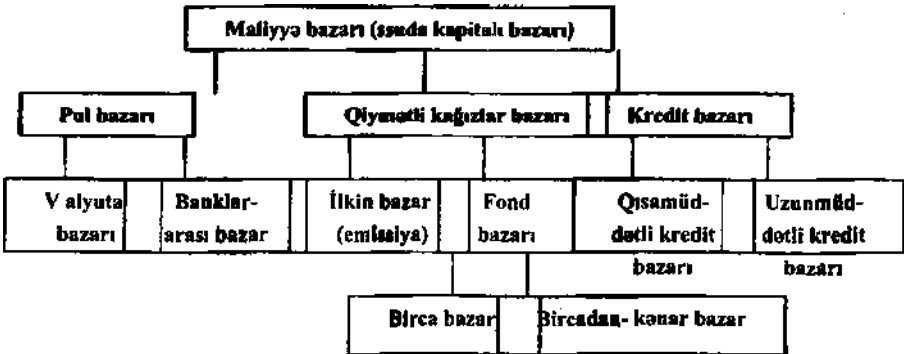 Maliyyə bazarı (ssuda kapitalı bazarı)
Pul bazarı
Qiymətli kağızlar bazarı
Kredit bazarı
Valyuta
bazarı
Banklar-
arası bazar
İlkin bazar
(emissiya)
Fond
bazarı
Qısamüd-
dətli kredit
bazarı
Uzunmüd-
dətli kredit
bazarı
Birca bazar
Bircadan- kənar bazar